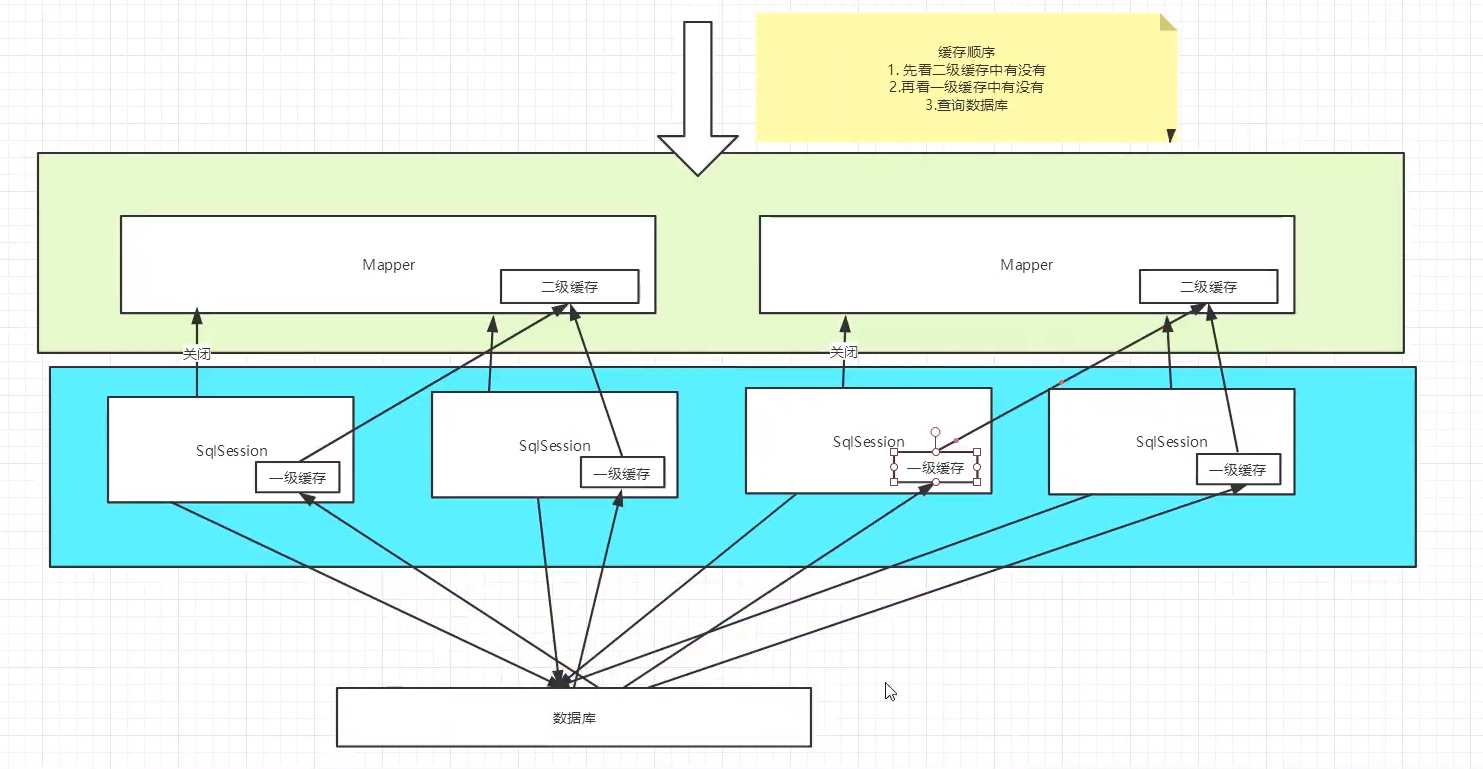 缓存顺序
1. 先看二级缓存中有没有
2.再看一级缓存中有没有
3.查询数据库
Mapper
二级缓存
Mapper
二级缓存
关闭
关闭
SqlSession
一级缓存
SqlSession
一级缓存
SqlSession
一级缓存
SqlSession
一级缓存
数据库